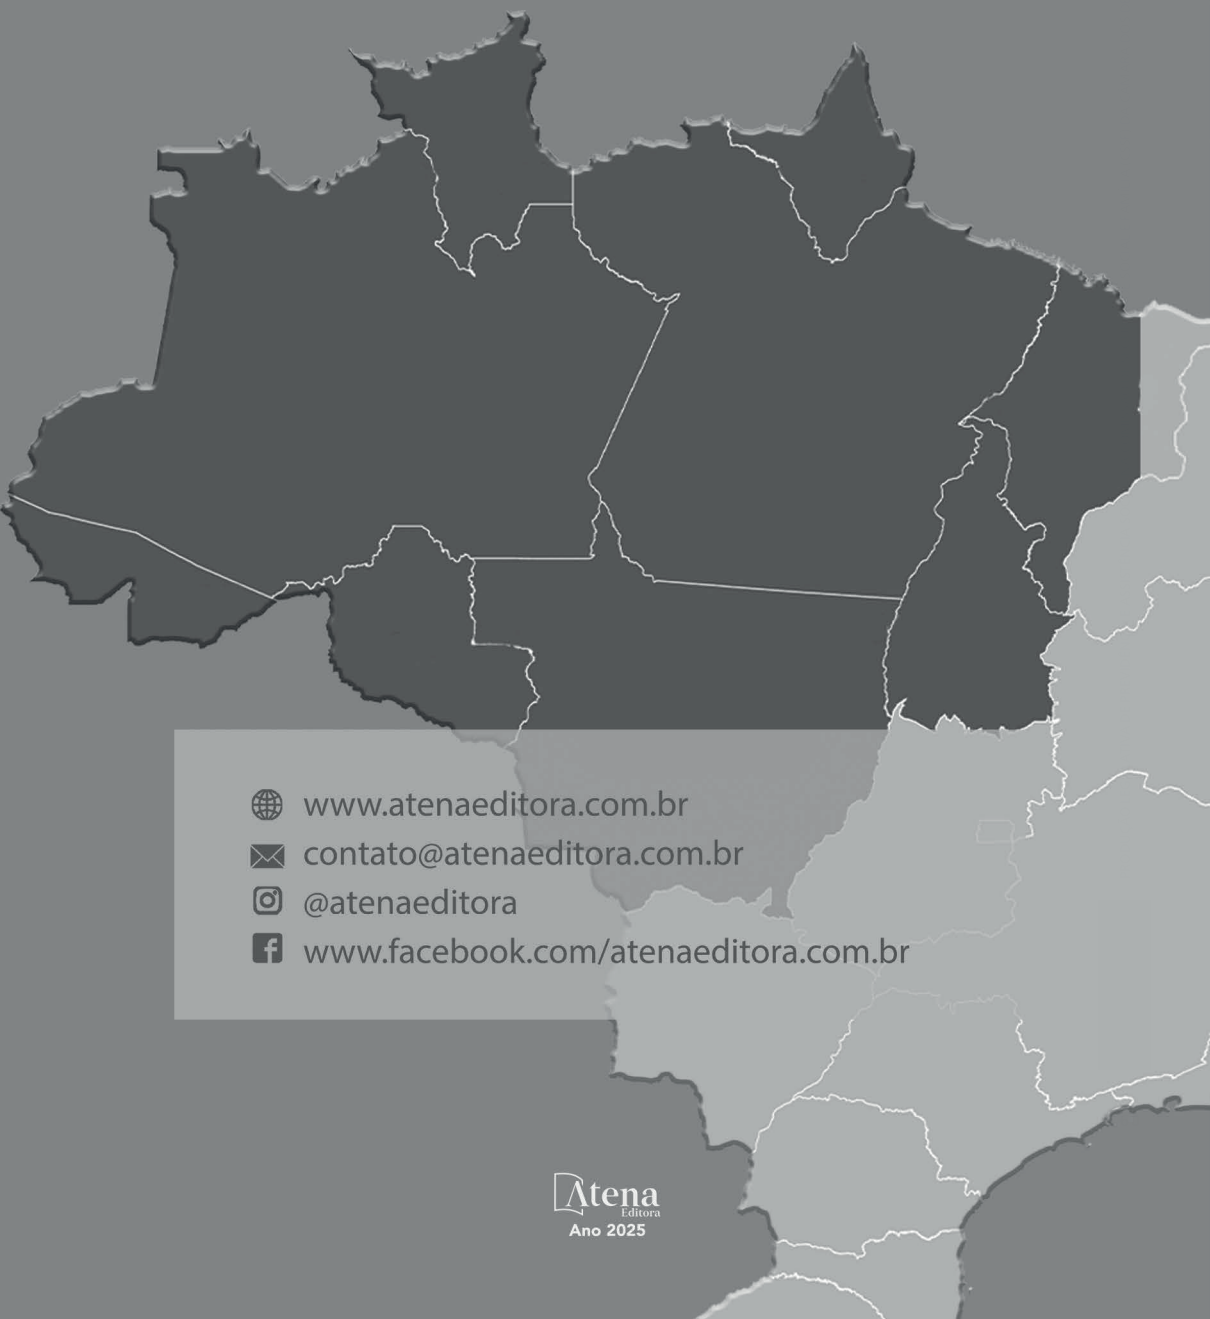 www.atenaeditora.com.br
contato@atenaeditora.com.br
@atenaeditora
www.facebook.com/atenaeditora.com.br
Atena
Editora
Ano 2025